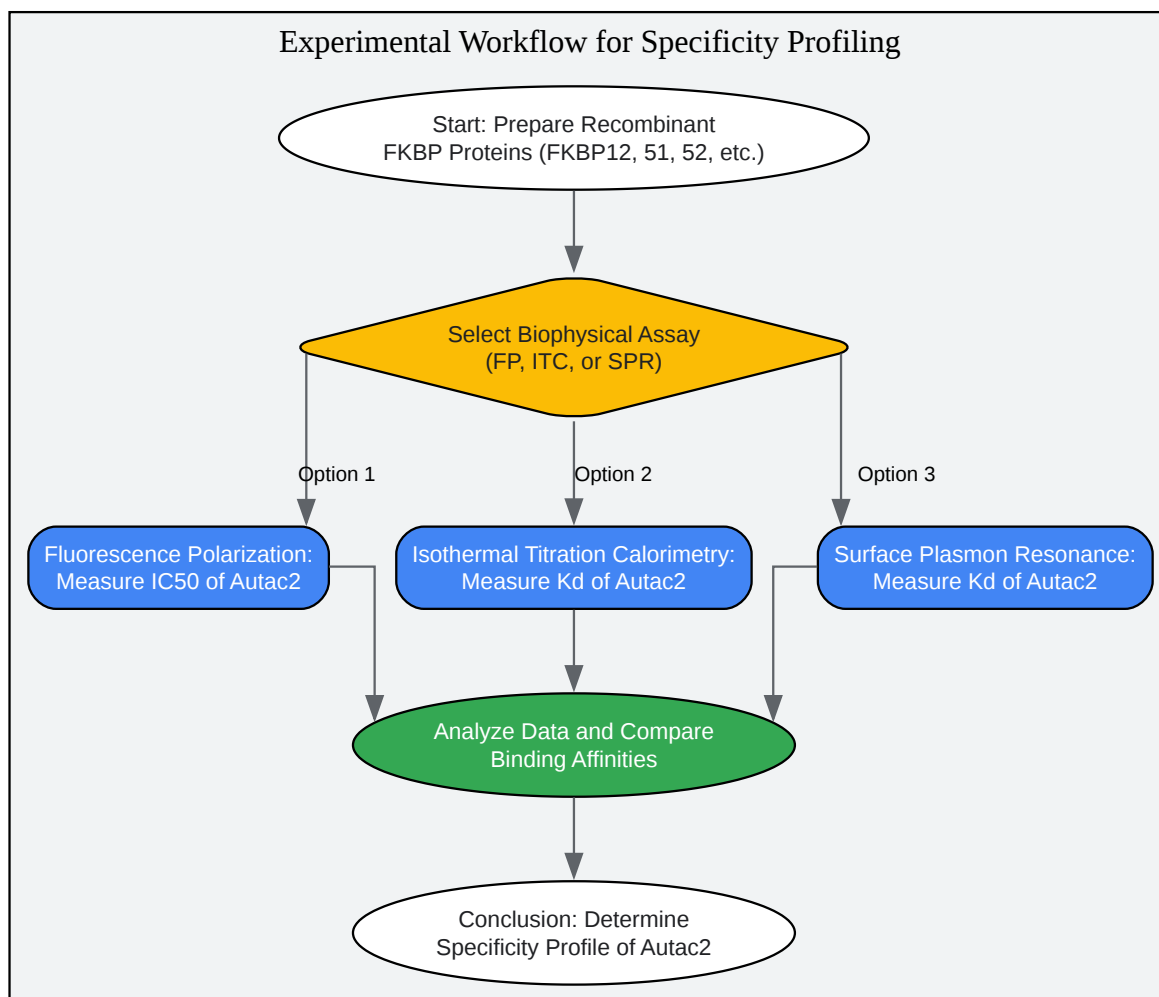 Experimental Workflow for Specificity Profiling
Start: Prepare Recombinant
FKBP Proteins (FKBP12, 51, 52, etc.)
Select Biophysical Assay
(FP, ITC, or SPR)
Option 1
Option 2
Option 3
Fluorescence Polarization:
Measure IC50 of Autac2
Isothermal Titration Calorimetry:
Measure Kd of Autac2
Surface Plasmon Resonance:
Measure Kd of Autac2
Analyze Data and Compare
Binding Affinities
Conclusion: Determine
Specificity Profile of Autac2